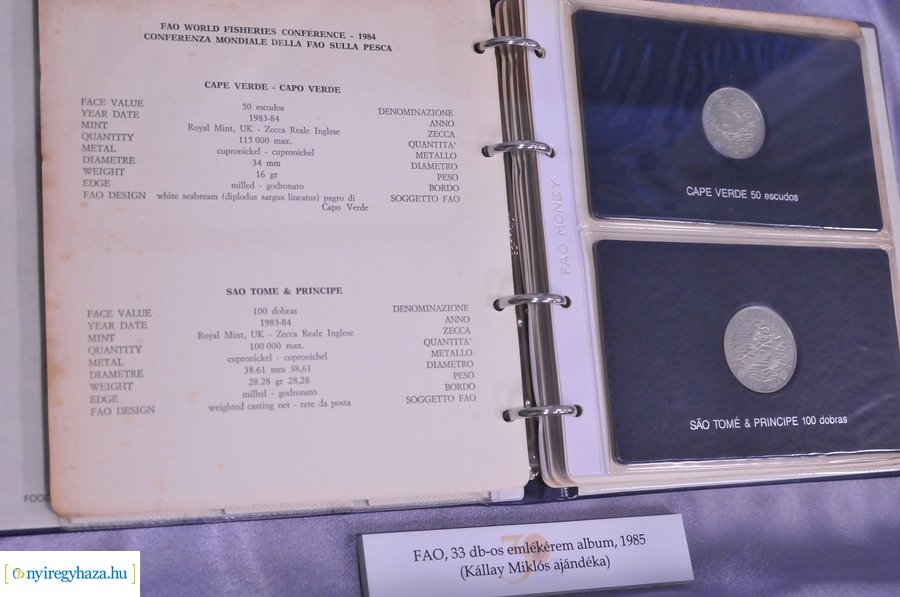 FAO WORLD FISHERIES CONFERENCE - 1984
CONFERENZA MONDIALE DELLA FAO SULLA PESCA
CAPE VERDE - CAPO VERDE
FACE VALUE 50 escudos DENOMINAZIONE
YEAR DATE 1983-84 ANNO
MINT Royal Mint, UK - Zecca Reale Inglese ZECCA
QUANTITY 115 000 max. QUANTITA'
METAL cupronickel - cupronichel METALLO
DIAMETRE 34 mm DIAMETRO
WEIGHT 16 gr PESO
EDGE milled - godronato BORDO
FAO DESIGN white seabream (diplodus sargus lineatus) pagro di SOGGETTO FAO
Capo Verde
SAO TOME & PRINCIPE
FACE VALUE 100 dobras DENOMINAZIONE
YEAR DATE 1983-84 ANNO
MINT Royal Mint, UK - Zecca Reale Inglese ZECCA
QUANTITY 100 000 max. QUANTITA'
METAL cupronickel - cupronichel METALLO
DIAMETRE 38.61 mm 38,61 DIAMETRO
WEIGHT 28.28 gr 28,28 PESO
EDGE milled - godronato BORDO
FAO DESIGN weighted casting net - rete da posta SOGGETTO FAO
FOOD
FAO MONEY
CAPE VERDE 50 escudos
SÃO TOMÉ & PRINCIPE 100 dobras
FAO, 33 db-os emlékérem album, 1985
(Kállay Miklós ajándéka)
nyiregyhaza.hu